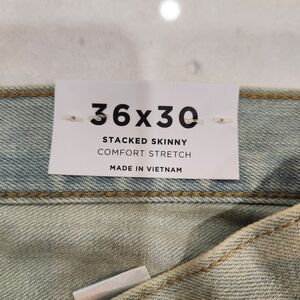 36x30
STACKED SKINNY
COMFORT STRETCH
MADE IN VIETNAM